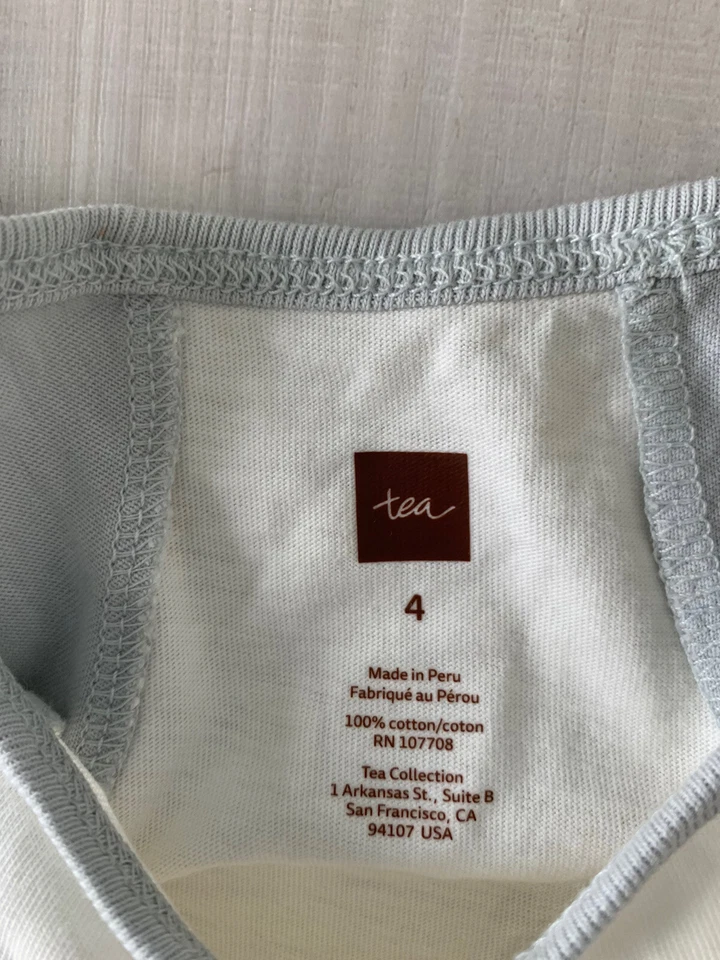 tea
4
Made in Peru
Fabriqué au Pérou
100% cotton/coton
RN 107708
Tea Collection
1 Arkansas St., Suite B
San Francisco, CA
94107 USA